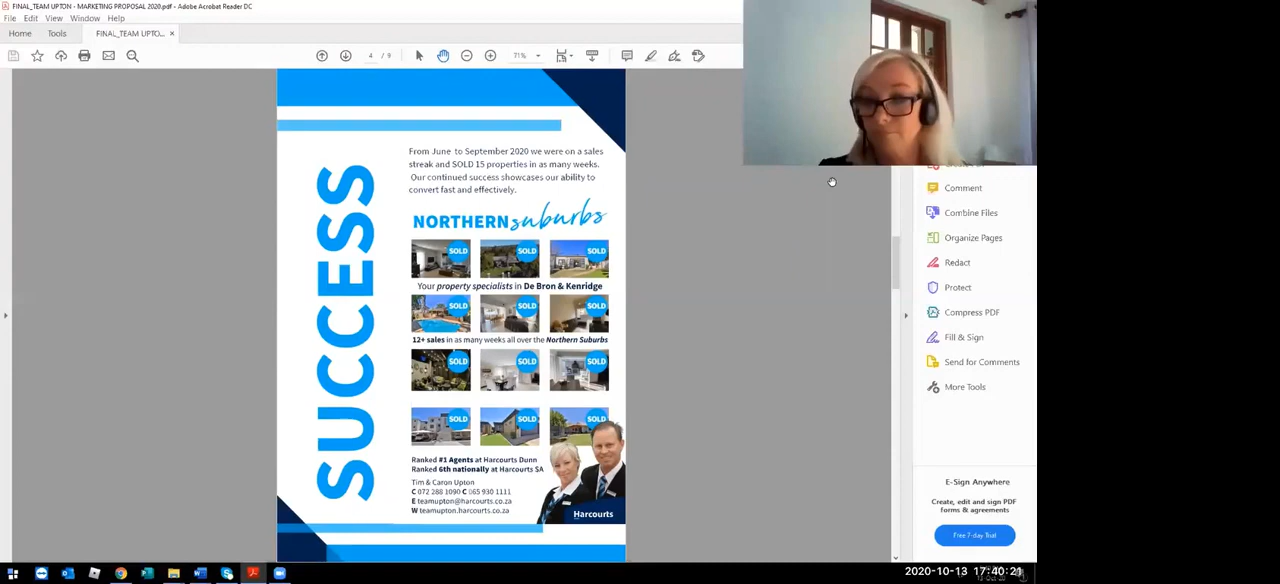 FINAL_TEAM UPTON - MARKETING PROPOSAL 2020.pdf - Adobe Acrobat Reader DC
File Edit View Window Help
Home Tools FINAL_TEAM UPTO... ×
4 / 9 71%
From June to September 2020 we were on a sales
streak and SOLD 15 properties in as many weeks.
Our continued success showcases our ability to
convert fast and effectively.
SUCCESS
NORTHERN suburbs
SOLD SOLD SOLD
Your property specialists in De Bron & Kenridge
SOLD SOLD SOLD
12+ sales in as many weeks all over the Northern Suburbs
SOLD SOLD SOLD
SOLD SOLD SOLD
Ranked #1 Agents at Harcourts Dunn
Ranked 6th nationally at Harcourts SA
Tim & Caron Upton
C 072 288 1090 C 065 930 1111
E teamupton@harcourts.co.za
W teamupton.harcourts.co.za
Harcourts
Comment
Combine Files
Organize Pages
Redact
Protect
Compress PDF
Fill & Sign
Send for Comments
More Tools
E-Sign Anywhere
Create, edit and sign PDF
forms & agreements
Free 7-day Trial
2020-10-13 17:40:21